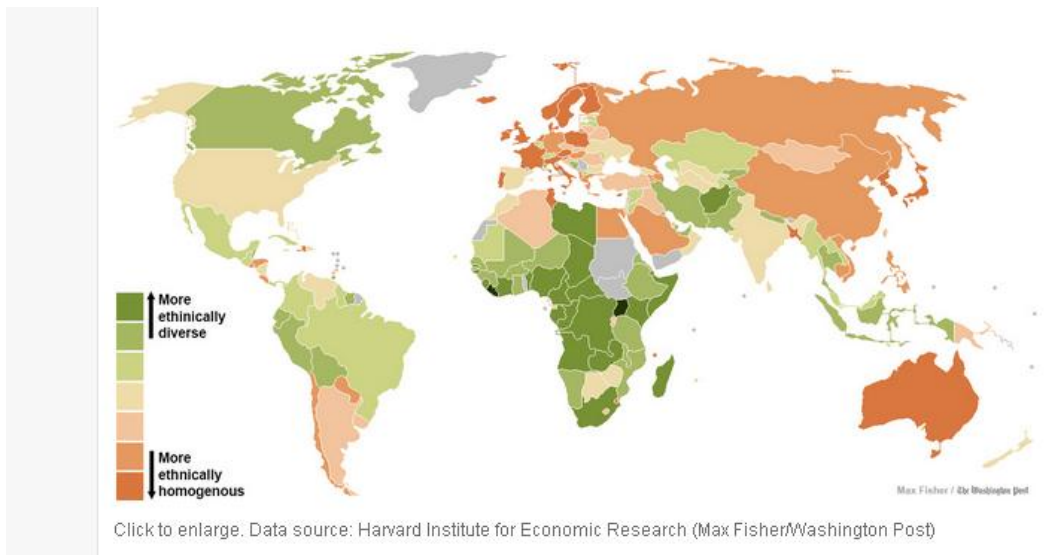 More
ethinically
diverse
More
ethnically
homogenous
Max Fisher / The Washington Post
Click to enlarge. Data source: Harvard Institute for Economic Research (Max Fisher/Washington Post)